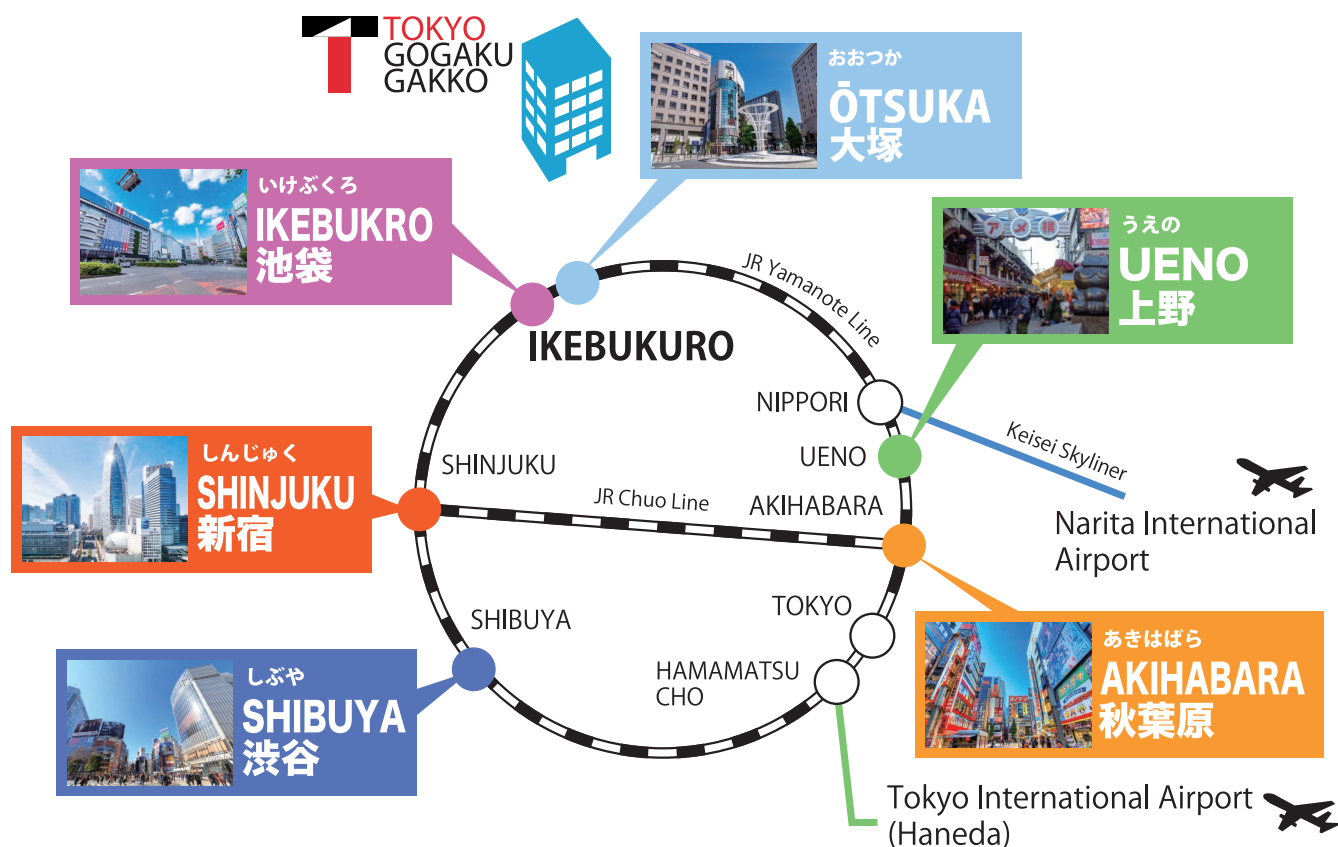 TOKYO
GOGAKU
GAKKO
おおつか
ŌTSUKA
大塚
いけぶくろ
IKEBUKRO
池袋
うえの
UENO
上野
ア メ 横
JR Yamanote Line
IKEBUKURO
NIPPORI
Keisei Skyliner
UENO
しんじゅく
SHINJUKU
新宿
SHINJUKU
JR Chuo Line
AKIHABARA
Narita International
Airport
TOKYO
SHIBUYA
HAMAMATSU
CHO
しぶや
SHIBUYA
渋谷
あきはばら
AKIHABARA
秋葉原
Tokyo International Airport
(Haneda)